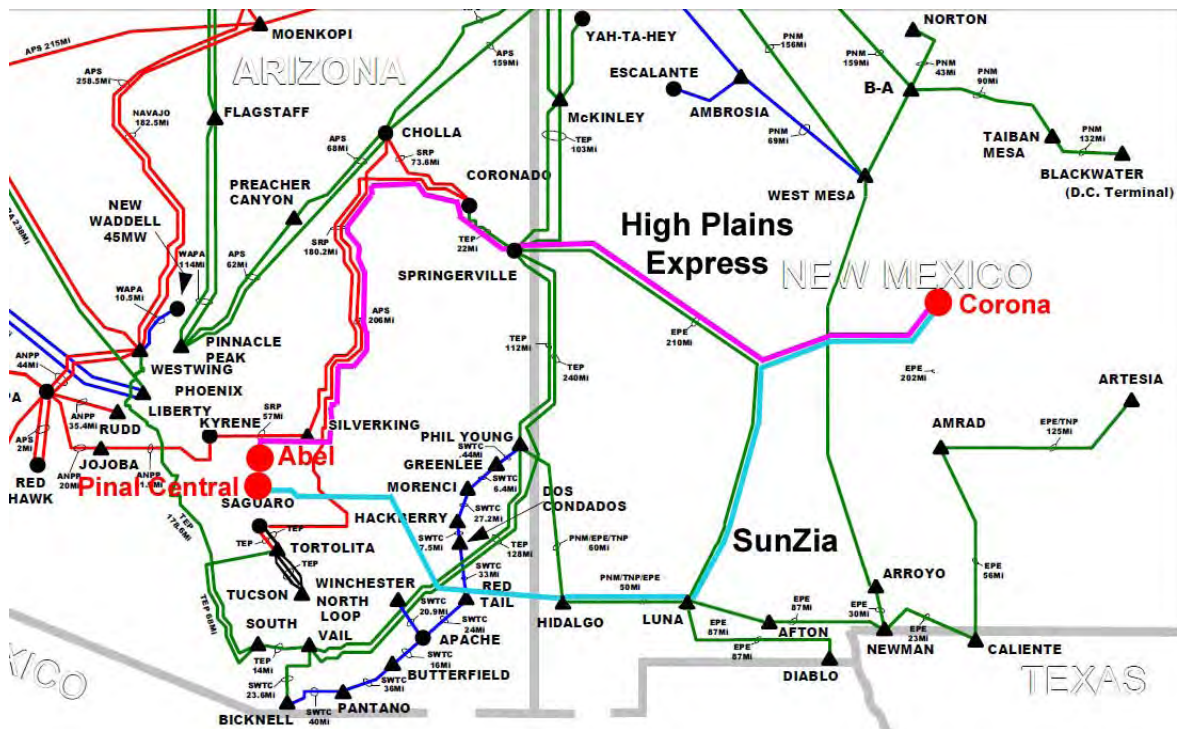 NORTON
YAH-TA-HEY
APS 215Mi
MOENKOPI
PNM
156Mi
PNM
159Mi
PNM
43Mi
ESCALANTE
APS
159Mi
ARIZONA
APS
258.5Mi
B-A
PNM
90Mi
AMBROSIA
FLAGSTAFF
McKINLEY
NAVAJO
182.5Mi
CHOLLA
PNM
69Mi
TAIBAN
MESA
PNM
132Mi
APS
68Mi
SRP
73.6Mi
TEP
103Mi
BLACKWATER
(D.C. Terminal)
CORONADO
PREACHER
CANYON
WEST MESA
NEW
WADDELL
45MW
High Plains
Express
SRP
180.2Mi
TEP
22Mi
WAPA
114Mi
APS
62Mi
SPRINGERVILLE
NEW MEXICO
WAPA
10.5Mi
Corona
APS
206Mi
EPE
210Mi
PINNACLE
PEAK
WESTWING
TEP
112Mi
TEP
240Mi
ANPP
44Mi
EPE
202Mi
PHOENIX
ARTESIA
LIBERTY
RUDD
ANPP
35.4Mi
KYRENE
SRP
57Mi
SILVERKING
AMRAD
EPE/TNP
125Mi
APS
2Mi
JOJOBA
PHIL YOUNG
SWTC
.44Mi
GREENLEE
Abel
RED
HAWK
ANPP
20Mi
ANPP
SWTC
6.4Mi
Pinal Central
MORENCI
SAGUARO
DOS
CONDADOS
SWTC
27.2Mi
TEP
178.6Mi
HACKBERRY
SWTC
7.5Mi
TEP
TEP
TEP
128Mi
PNM/EPE/TNP
60Mi
SunZia
TORTOLITA
TEP
SWTC
33Mi
EPE
56Mi
WINCHESTER
RED
TAIL
PNM/TNP/EPE
50Mi
ARROYO
TUCSON
NORTH
LOOP
SWTC
20.9Mi
EPE
87Mi
EPE
30Mi
TEP 68Mi
HIDALGO
LUNA
SWTC
24Mi
SOUTH
VAIL
APACHE
EPE
87Mi
AFTON
EPE
23Mi
NEWMAN
CALIENTE
TEP
14Mi
SWTC
16Mi
EPE
87Mi
DIABLO
BUTTERFIELD
SWTC
23.6Mi
SWTC
36Mi
TEXAS
PANTANO
BICKNELL
SWTC
40Mi